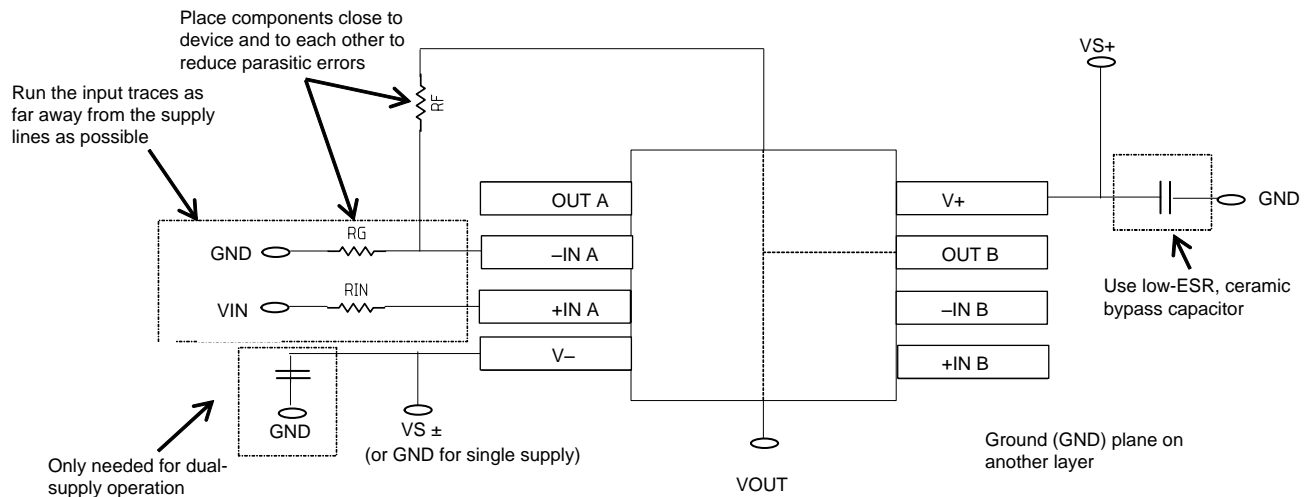 Place components close to
device and to each other to
reduce parasitic errors
Run the input traces as
far away from the supply
lines as possible
RF
VS+
OUT A
V+
GND
RG
GND
–IN A
OUT B
Use low-ESR, ceramic
bypass capacitor
RIN
VIN
+IN A
–IN B
V–
+IN B
GND
VS ±
(or GND for single supply)
Only needed for dual-
supply operation
VOUT
Ground (GND) plane on
another layer